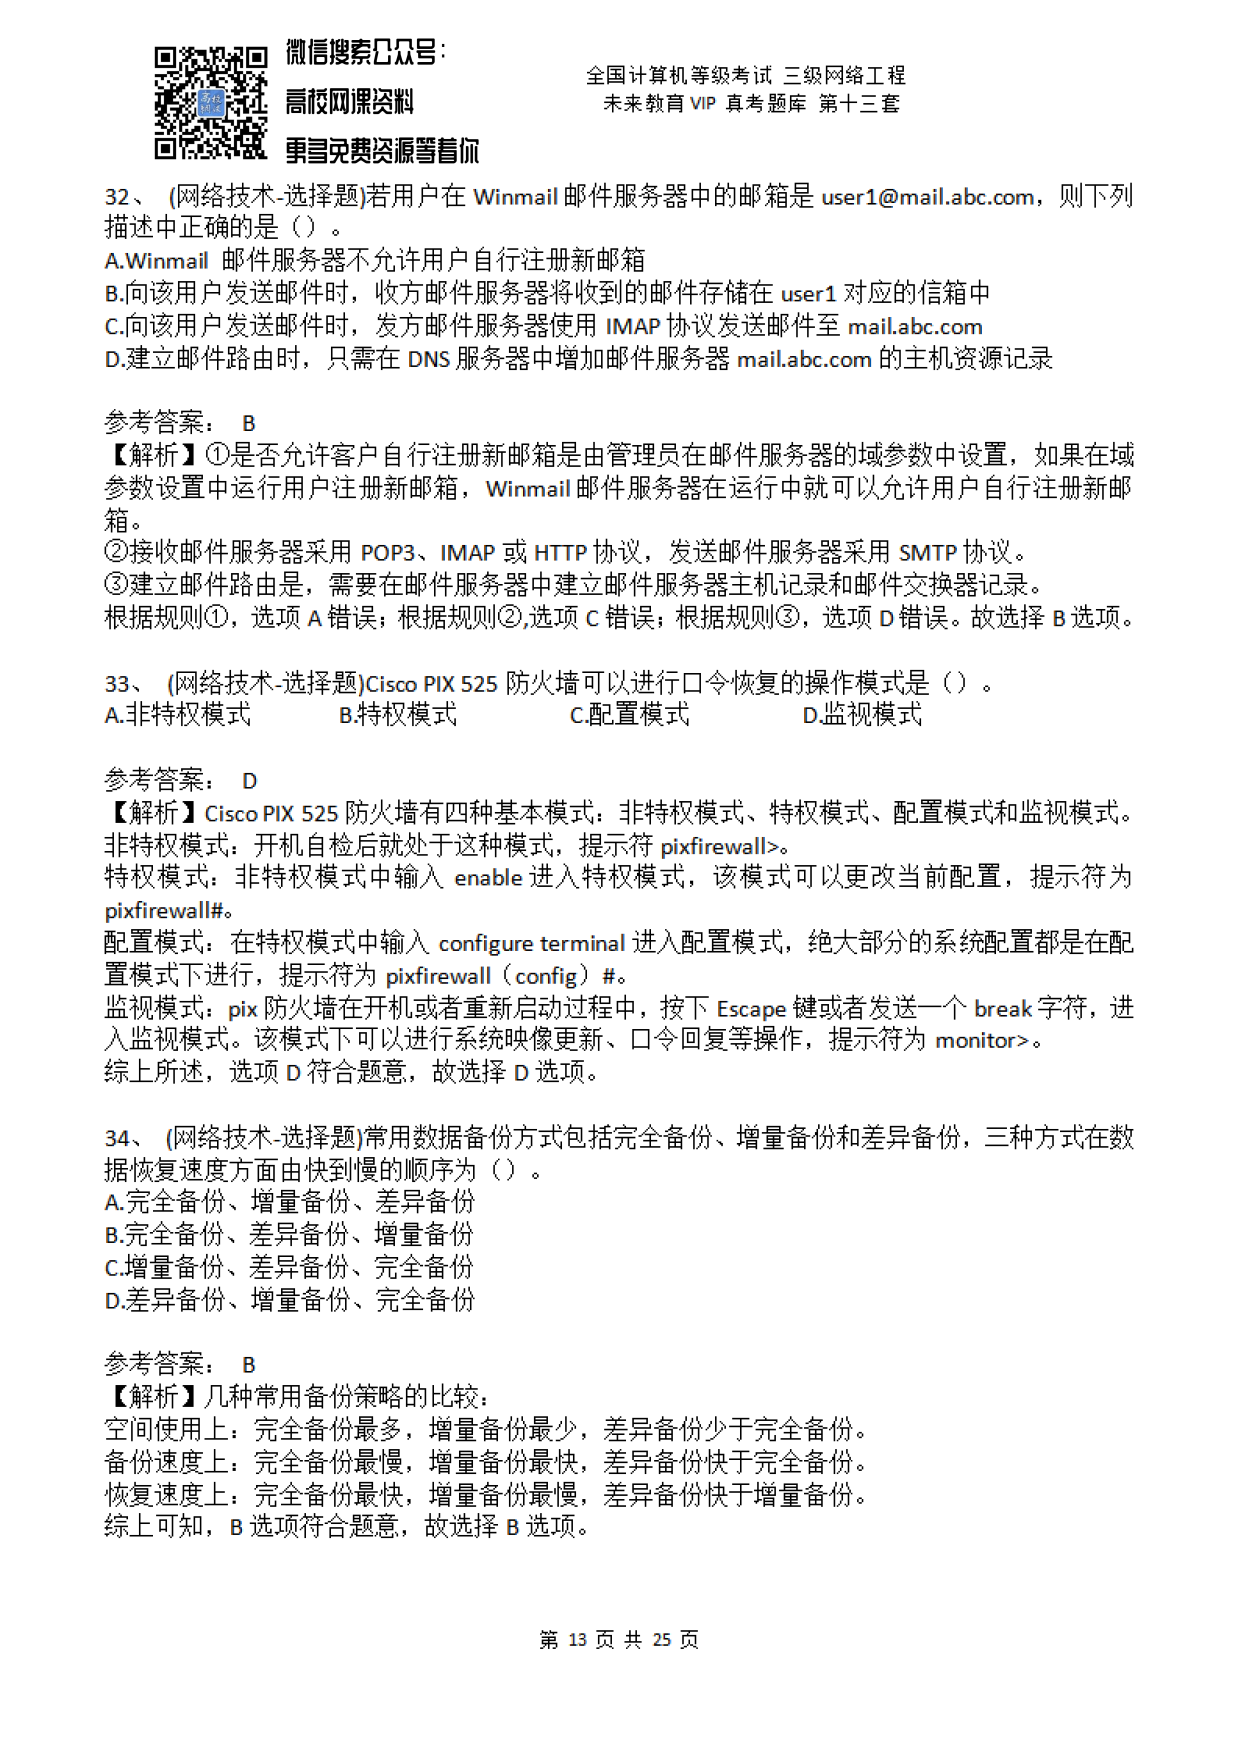 微信搜索公众号：
高校网课资料
更多免费资源等着你
全国计算机等级考试 三级网络工程
未来教育 VIP 真考题库 第十三套
32、 (网络技术-选择题)若用户在 Winmail 邮件服务器中的邮箱是 user1@mail.abc.com，则下列
描述中正确的是（）。
A.Winmail 邮件服务器不允许用户自行注册新邮箱
B.向该用户发送邮件时，收方邮件服务器将收到的邮件存储在 user1 对应的信箱中
C.向该用户发送邮件时，发方邮件服务器使用 IMAP 协议发送邮件至 mail.abc.com
D.建立邮件路由时，只需在 DNS 服务器中增加邮件服务器 mail.abc.com 的主机资源记录
参考答案： B
【解析】①是否允许客户自行注册新邮箱是由管理员在邮件服务器的域参数中设置，如果在域
参数设置中运行用户注册新邮箱，Winmail 邮件服务器在运行中就可以允许用户自行注册新邮
箱。
②接收邮件服务器采用 POP3、IMAP 或 HTTP 协议，发送邮件服务器采用 SMTP 协议。
③建立邮件路由是，需要在邮件服务器中建立邮件服务器主机记录和邮件交换器记录。
根据规则①，选项 A 错误；根据规则②,选项 C 错误；根据规则③，选项 D 错误。故选择 B 选项。
33、 (网络技术-选择题)Cisco PIX 525 防火墙可以进行口令恢复的操作模式是（）。
A.非特权模式 B.特权模式 C.配置模式 D.监视模式
参考答案： D
【解析】Cisco PIX 525 防火墙有四种基本模式：非特权模式、特权模式、配置模式和监视模式。
非特权模式：开机自检后就处于这种模式，提示符 pixfirewall>。
特权模式：非特权模式中输入 enable 进入特权模式，该模式可以更改当前配置，提示符为
pixfirewall#。
配置模式：在特权模式中输入 configure terminal 进入配置模式，绝大部分的系统配置都是在配
置模式下进行，提示符为 pixfirewall（config）#。
监视模式：pix 防火墙在开机或者重新启动过程中，按下 Escape 键或者发送一个 break 字符，进
入监视模式。该模式下可以进行系统映像更新、口令回复等操作，提示符为 monitor>。
综上所述，选项 D 符合题意，故选择 D 选项。
34、 (网络技术-选择题)常用数据备份方式包括完全备份、增量备份和差异备份，三种方式在数
据恢复速度方面由快到慢的顺序为（）。
A.完全备份、增量备份、差异备份
B.完全备份、差异备份、增量备份
C.增量备份、差异备份、完全备份
D.差异备份、增量备份、完全备份
参考答案： B
【解析】几种常用备份策略的比较：
空间使用上：完全备份最多，增量备份最少，差异备份少于完全备份。
备份速度上：完全备份最慢，增量备份最快，差异备份快于完全备份。
恢复速度上：完全备份最快，增量备份最慢，差异备份快于增量备份。
综上可知，B 选项符合题意，故选择 B 选项。
第 13 页 共 25 页